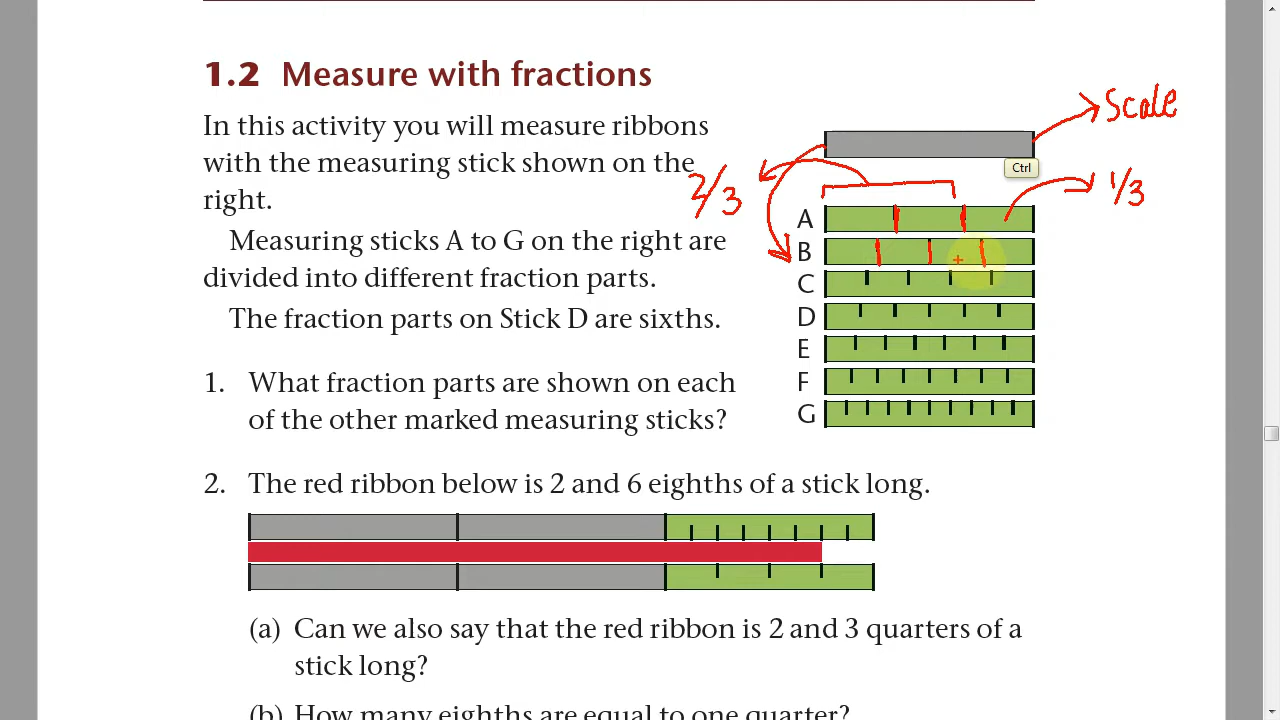 1.2 Measure with fractions
In this activity you will measure ribbons
with the measuring stick shown on the
right.
Measuring sticks A to G on the right are
divided into different fraction parts.
The fraction parts on Stick D are sixths.
1. What fraction parts are shown on each
of the other marked measuring sticks?
Scale
Ctrl
2/3
1/3
A
B
C
D
E
F
G
2. The red ribbon below is 2 and 6 eighths of a stick long.
(a) Can we also say that the red ribbon is 2 and 3 quarters of a
stick long?
(b) How many eighths are equal to one quarter?